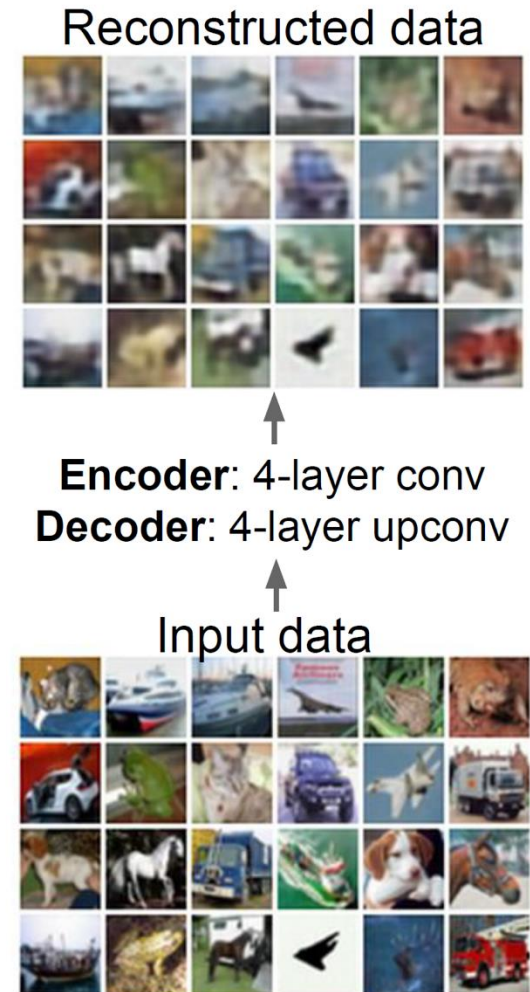 Reconstructed data
Encoder: 4-layer conv
Decoder: 4-layer upconv
Input data